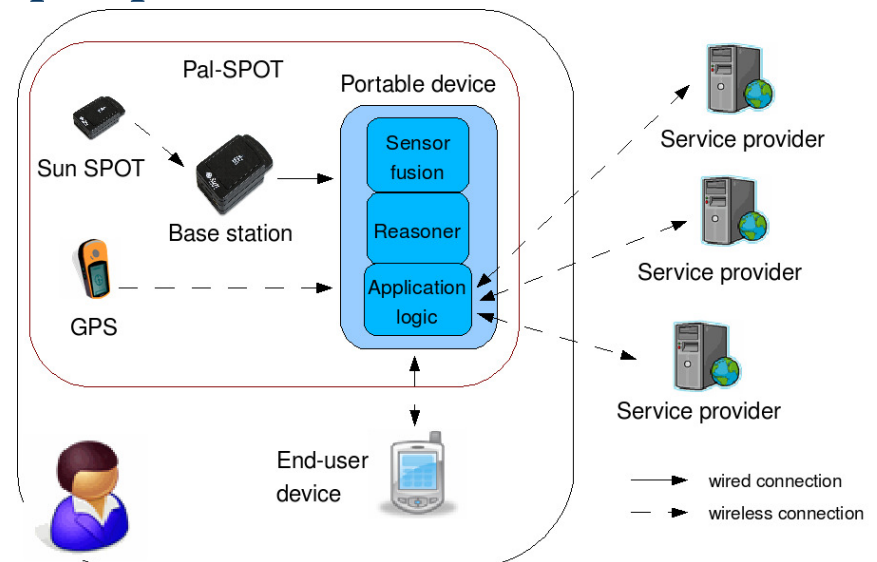 Pal-SPOT
Portable device
Sun SPOT
Base station
GPS
Sensor
fusion
Reasoner
Application
logic
Service provider
Service provider
Service provider
End-user
device
wired connection
wireless connection